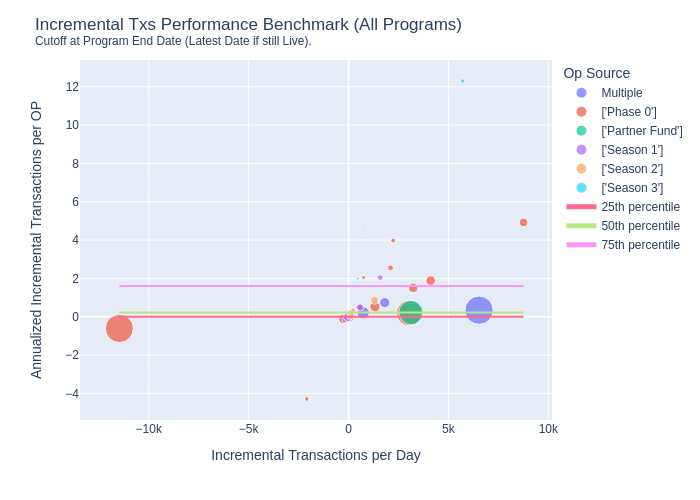 Incremental Txs Performance Benchmark (All Programs)
Cutoff at Program End Date (Latest Date if still Live).
Annualized Incremental Transactions per OP
12
10
8
6
4
2
0
−2
−4
−10k
−5k
0
5k
10k
Incremental Transactions per Day
Op Source
Multiple
['Phase 0']
['Partner Fund']
['Season 1']
['Season 2']
['Season 3']
25th percentile
50th percentile
75th percentile